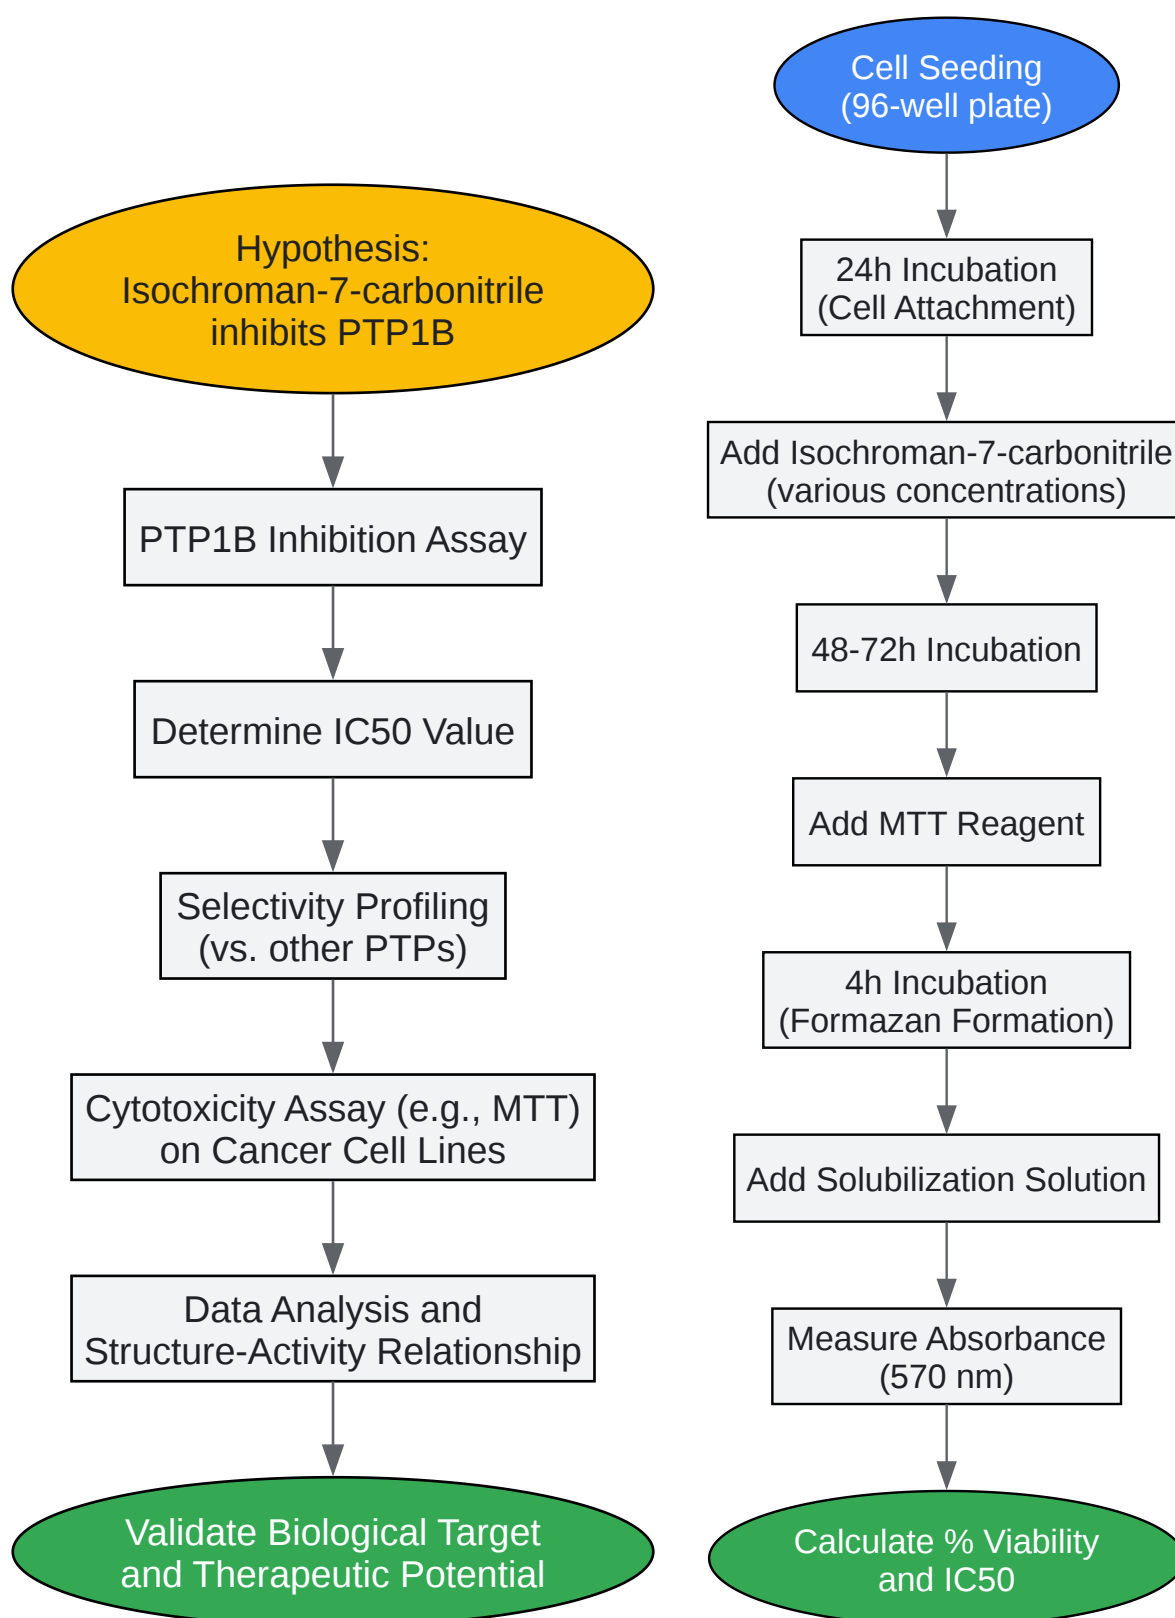 Hypothesis:
Isochroman-7-carbonitrile
inhibits PTP1B
PTP1B Inhibition Assay
Determine IC50 Value
Selectivity Profiling
(vs. other PTPs)
Cytotoxicity Assay (e.g., MTT)
on Cancer Cell Lines
Data Analysis and
Structure-Activity Relationship
Validate Biological Target
and Therapeutic Potential
Cell Seeding
(96-well plate)
24h Incubation
(Cell Attachment)
Add Isochroman-7-carbonitrile
(various concentrations)
48-72h Incubation
Add MTT Reagent
4h Incubation
(Formazan Formation)
Add Solubilization Solution
Measure Absorbance
(570 nm)
Calculate % Viability
and IC50